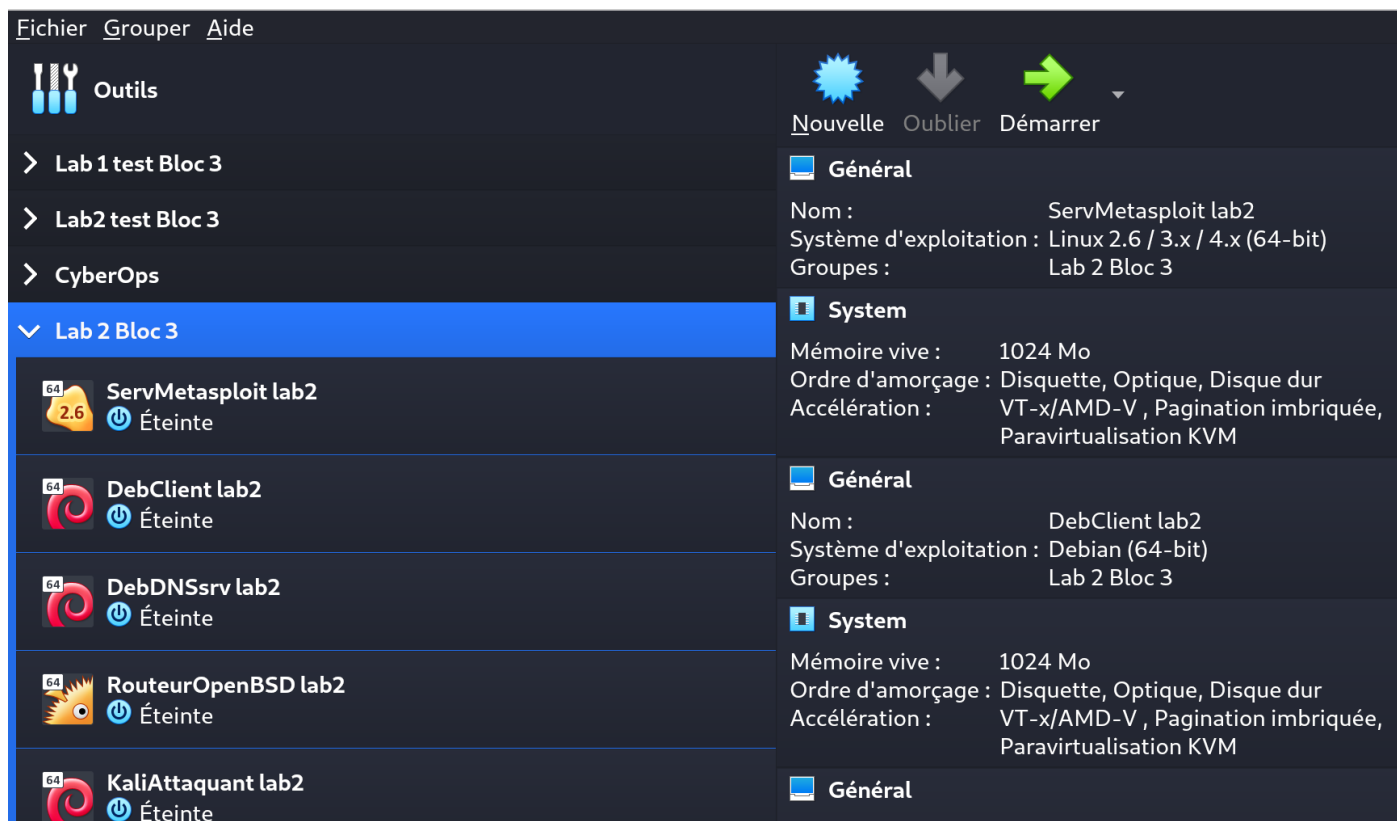 Fichier Grouper Aide
Outils
Lab 1 test Bloc 3
Lab2 test Bloc 3
CyberOps
Lab 2 Bloc 3
64
2.6
ServMetasploit lab2
Éteinte
64
DebClient lab2
Éteinte
64
DebDNSsrv lab2
Éteinte
64
RouteurOpenBSD lab2
Éteinte
64
KaliAttaquant lab2
Éteinte
Nouvelle Oublier Démarrer
Général
Nom : ServMetasploit lab2
Système d'exploitation : Linux 2.6 / 3.x / 4.x (64-bit)
Groupes : Lab 2 Bloc 3
System
Mémoire vive : 1024 Mo
Ordre d'amorçage : Disquette, Optique, Disque dur
Accélération : VT-x/AMD-V , Pagination imbriquée,
Paravirtualisation KVM
Général
Nom : DebClient lab2
Système d'exploitation : Debian (64-bit)
Groupes : Lab 2 Bloc 3
System
Mémoire vive : 1024 Mo
Ordre d'amorçage : Disquette, Optique, Disque dur
Accélération : VT-x/AMD-V , Pagination imbriquée,
Paravirtualisation KVM
Général